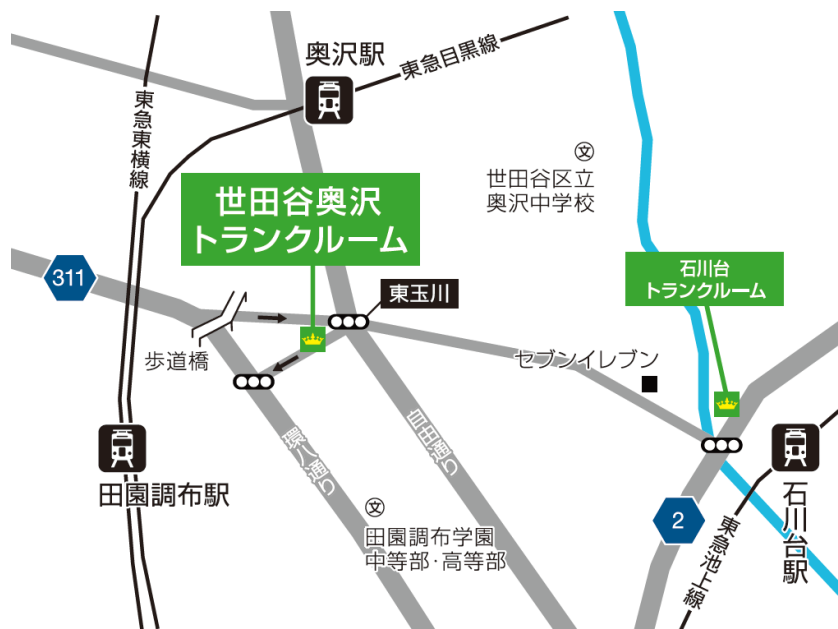 奥沢駅
東急目黒線
東急東横線
世田谷区立
奥沢中学校
世田谷奥沢
トランクルーム
石川台
トランクルーム
311
東玉川
歩道橋
セブンイレブン
自由通り
環八通り
田園調布駅
文
田園調布学園
中等部・高等部
2
石川台駅
東急池上線
文